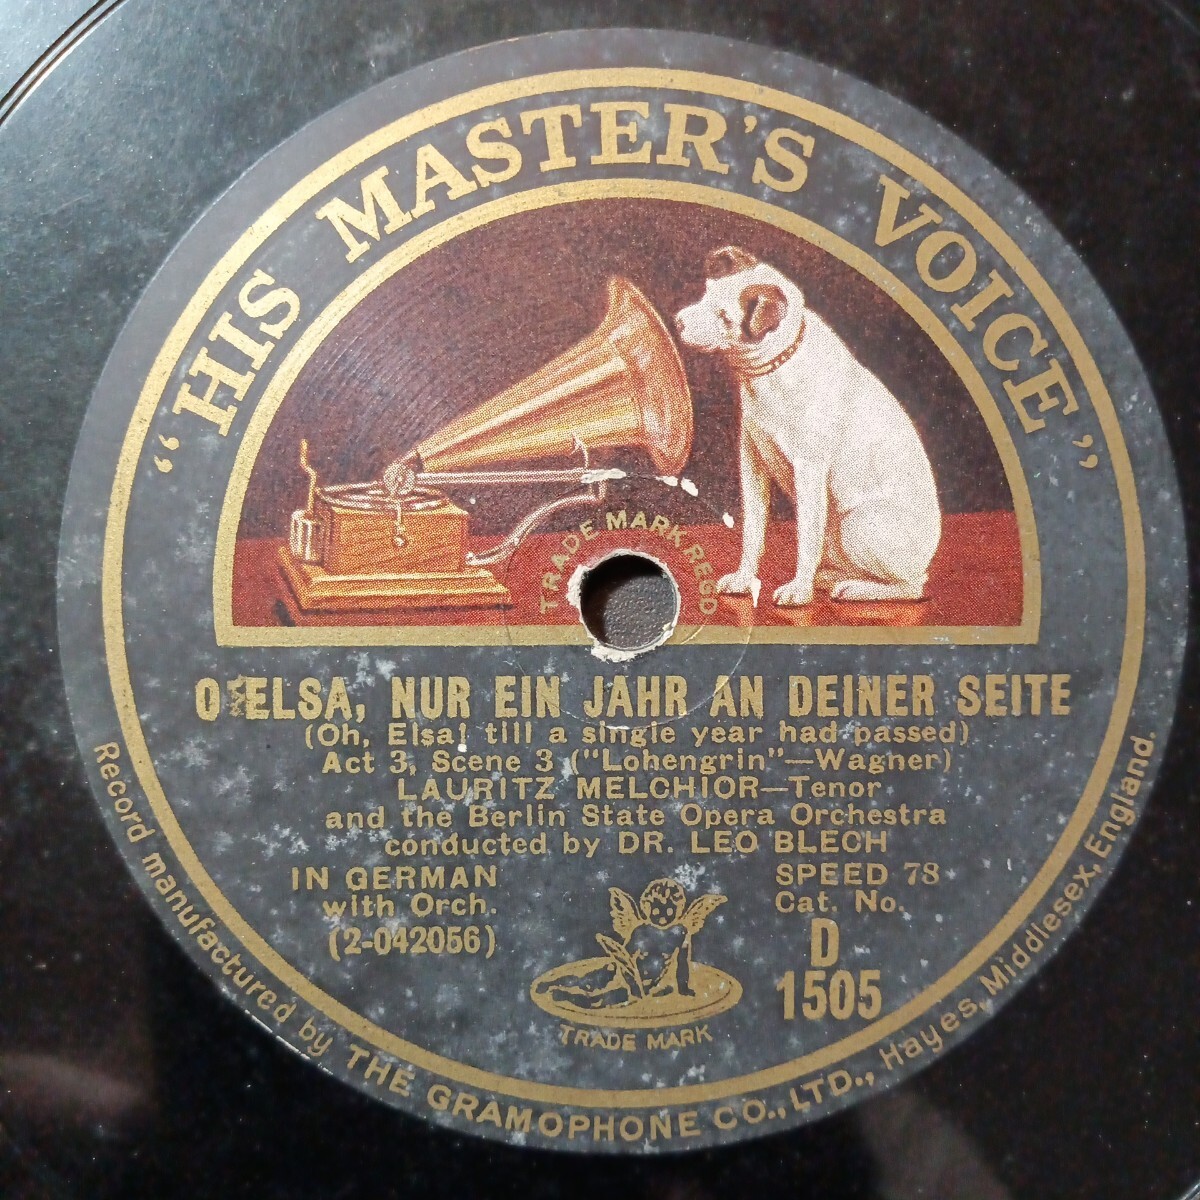 "HIS MASTER'S VOICE"
TRADE MARK REGD
O ELSA, NUR EIN JAHR AN DEINER SEITE
(Oh, Elsa! till a single year had passed)
Act 3, Scene 3 ("Lohengrin"—Wagner)
LAURITZ MELCHIOR—Tenor
and the Berlin State Opera Orchestra
conducted by DR. LEO BLECH
IN GERMAN
with Orch.
(2-042056)
SPEED 78
Cat. No.
D
1505
TRADE MARK
Record manufactured by THE GRAMOPHONE CO., LTD., Hayes, Middlesex, England.